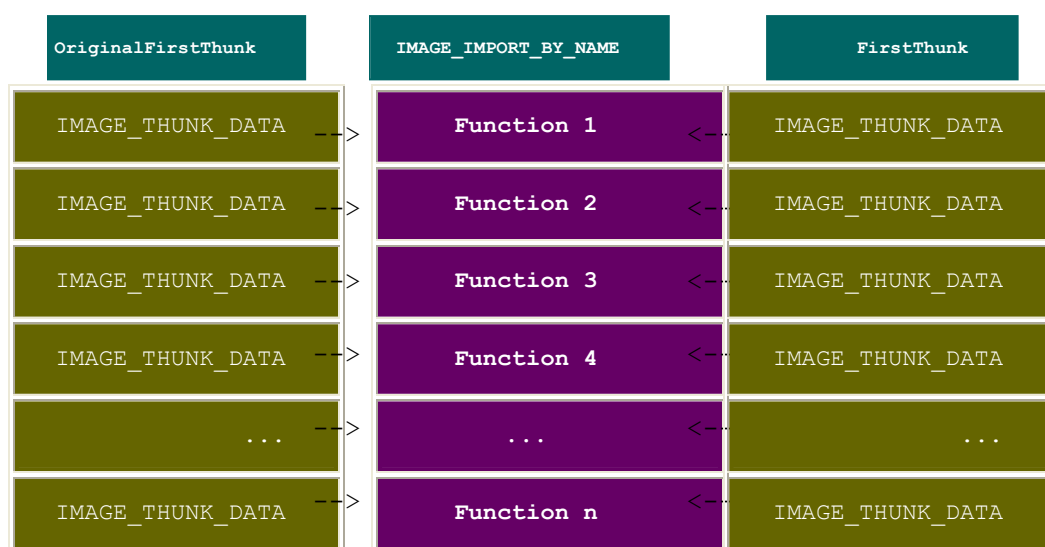 OriginalFirstThunk IMAGE_IMPORT_BY_NAME FirstThunk
IMAGE_THUNK_DATA --> Function 1 <-- IMAGE_THUNK_DATA
IMAGE_THUNK_DATA --> Function 2 <-- IMAGE_THUNK_DATA
IMAGE_THUNK_DATA --> Function 3 <-- IMAGE_THUNK_DATA
IMAGE_THUNK_DATA --> Function 4 <-- IMAGE_THUNK_DATA
... --> ... <-- ...
IMAGE_THUNK_DATA --> Function n <-- IMAGE_THUNK_DATA